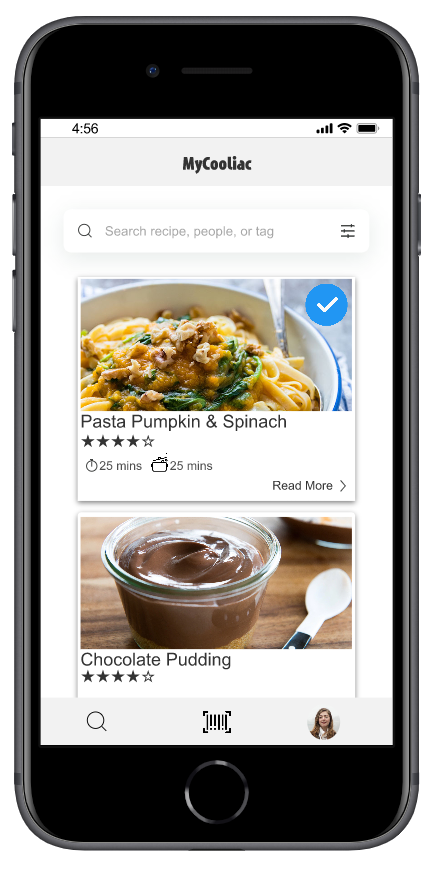 4:56
MyCooliac
Search recipe, people, or tag
Pasta Pumpkin & Spinach
25 mins 25 mins
Read More
Chocolate Pudding